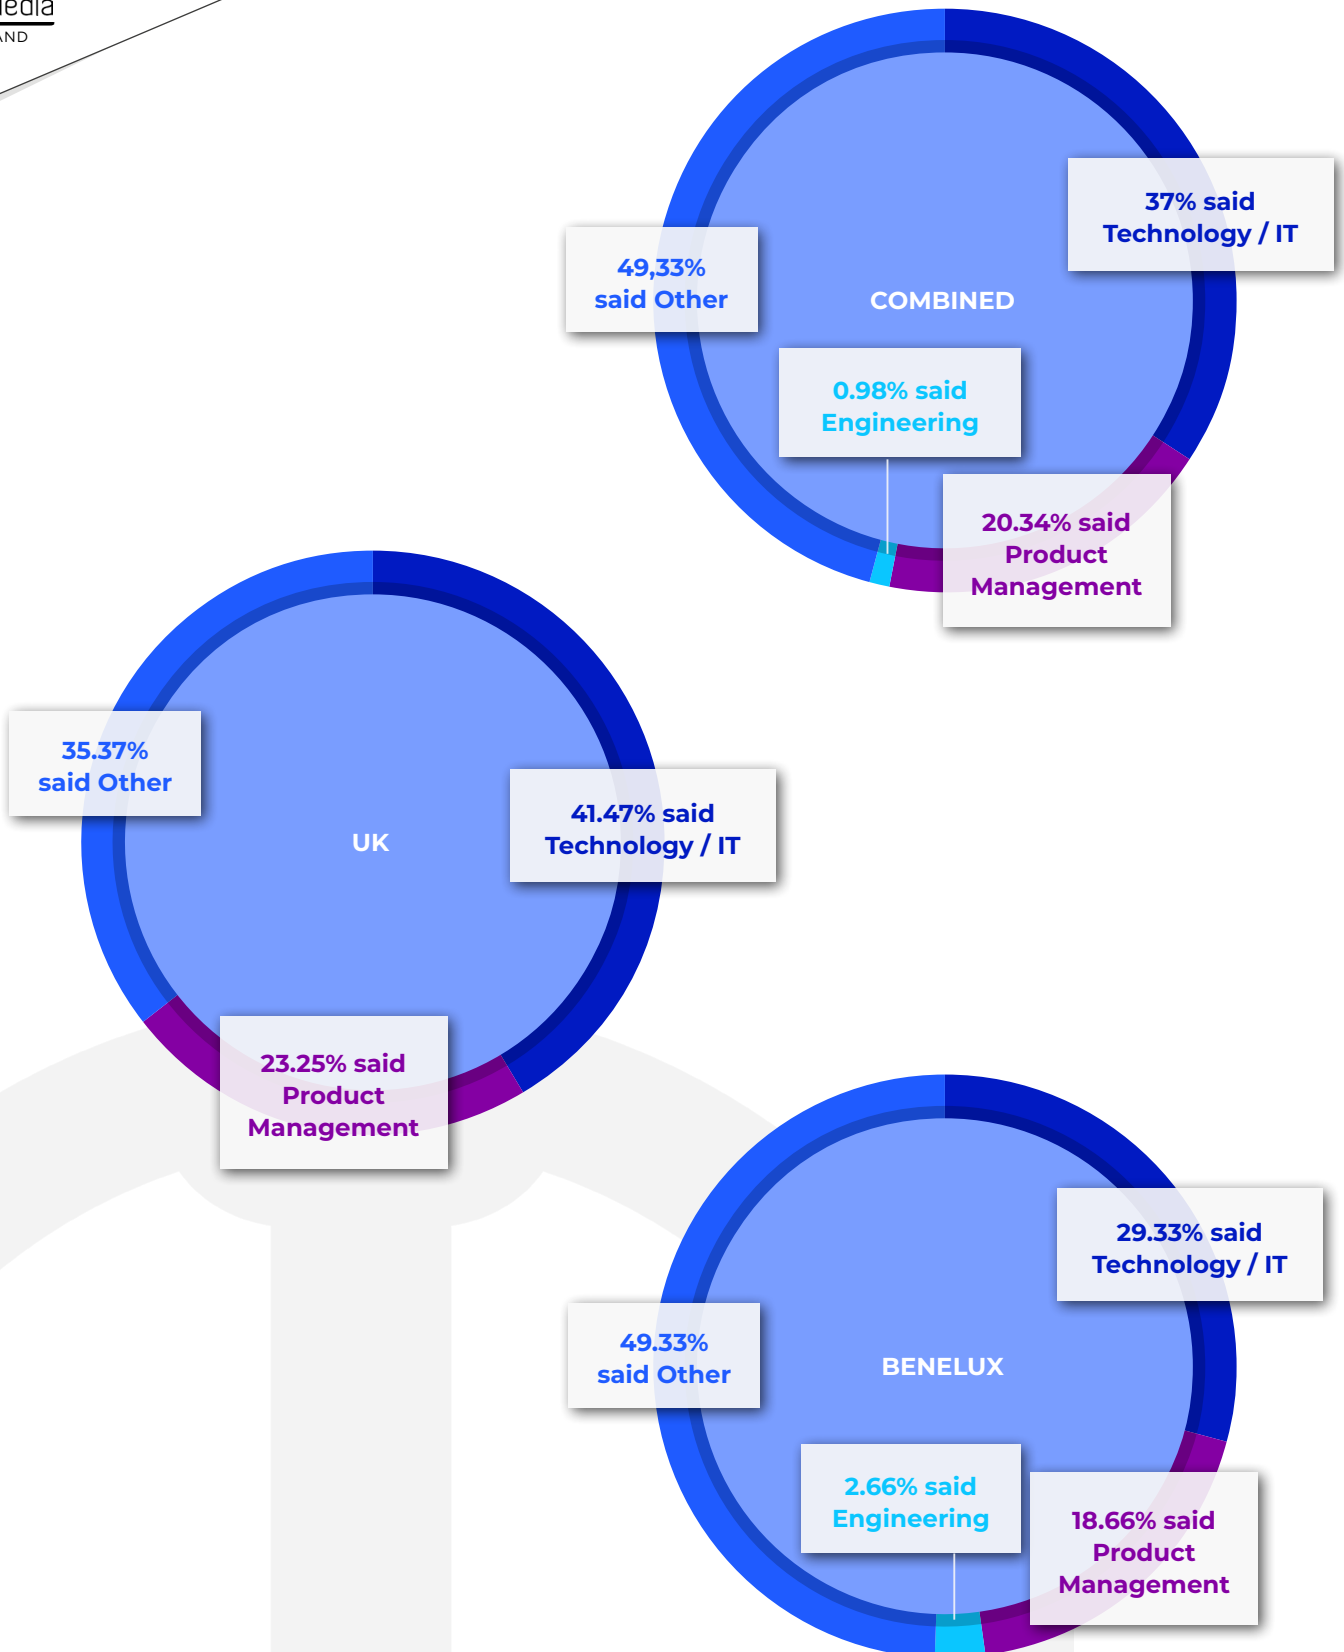 AND
37% said
Technology / IT
49,33%
said Other
COMBINED
0.98% said
Engineering
20.34% said
Product
Management
35.37%
said Other
41.47% said
Technology / IT
UK
23.25% said
Product
Management
29.33% said
Technology / IT
49.33%
said Other
BENELUX
2.66% said
Engineering
18.66% said
Product
Management